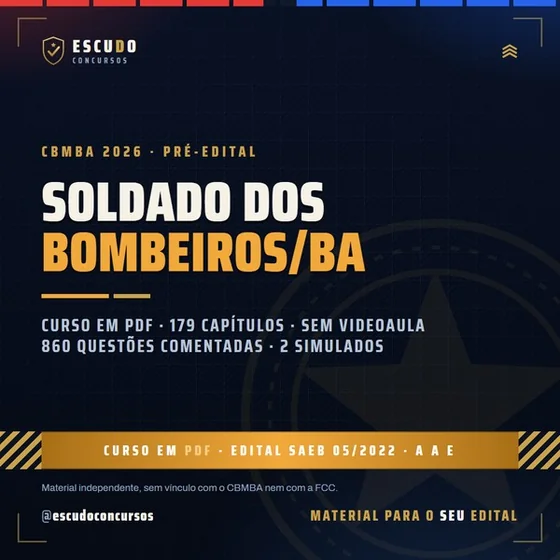 ESCUDO
CONCURSOS
CBMBA 2026 · PRÉ-EDITAL
SOLDADO DOS
BOMBEIROS/BA
CURSO EM PDF · 179 CAPÍTULOS · SEM VIDEOAULA
860 QUESTÕES COMENTADAS · 2 SIMULADOS
CURSO EM PDF · EDITAL SAEB 05/2022 · A A E
Material independente, sem vínculo com o CBMBA nem com a FCC.
@escudoconcursos
MATERIAL PARA O SEU EDITAL